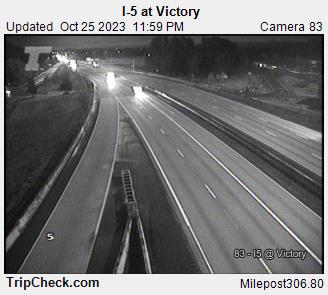 I-5 at Victory
Updated Oct 25 2023 11:59 PM Camera 83
T
S
83 - I5 @ Victory
TripCheck.com Milepost306.80